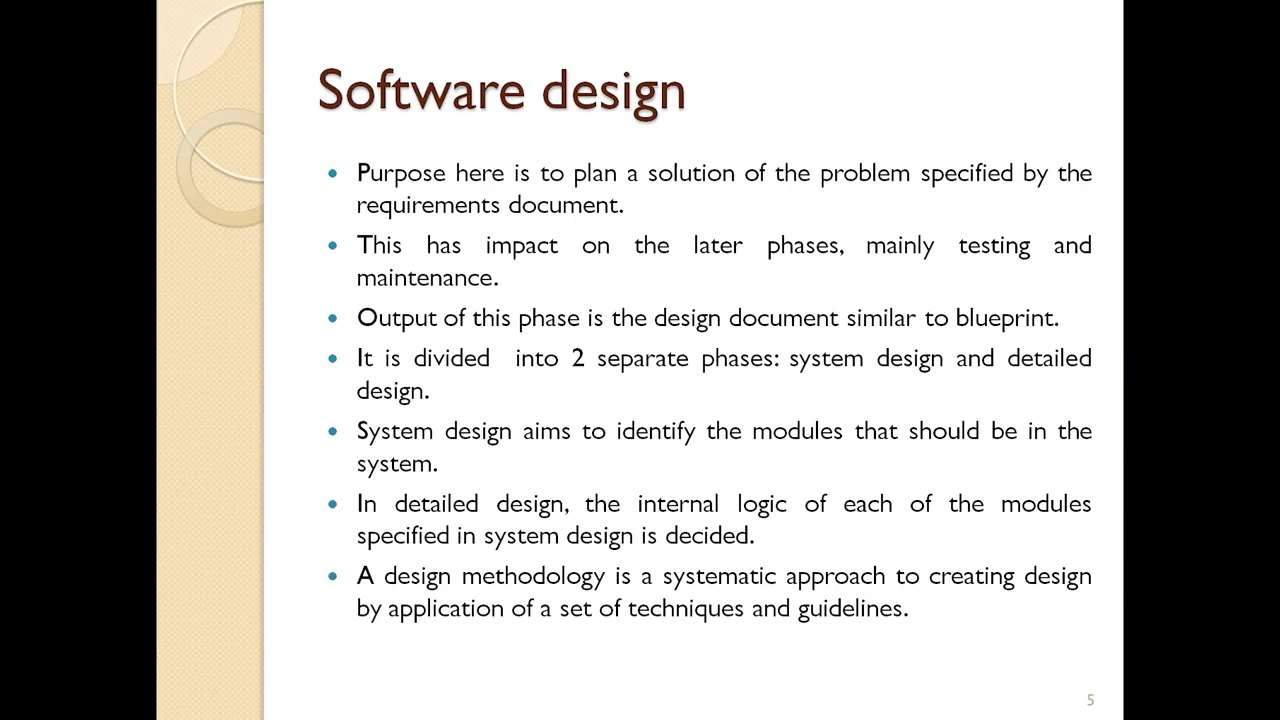 Software design
• Purpose here is to plan a solution of the problem specified by the
requirements document.
• This has impact on the later phases, mainly testing and
maintenance.
• Output of this phase is the design document similar to blueprint.
• It is divided into 2 separate phases: system design and detailed
design.
• System design aims to identify the modules that should be in the
system.
• In detailed design, the internal logic of each of the modules
specified in system design is decided.
• A design methodology is a systematic approach to creating design
by application of a set of techniques and guidelines.
5